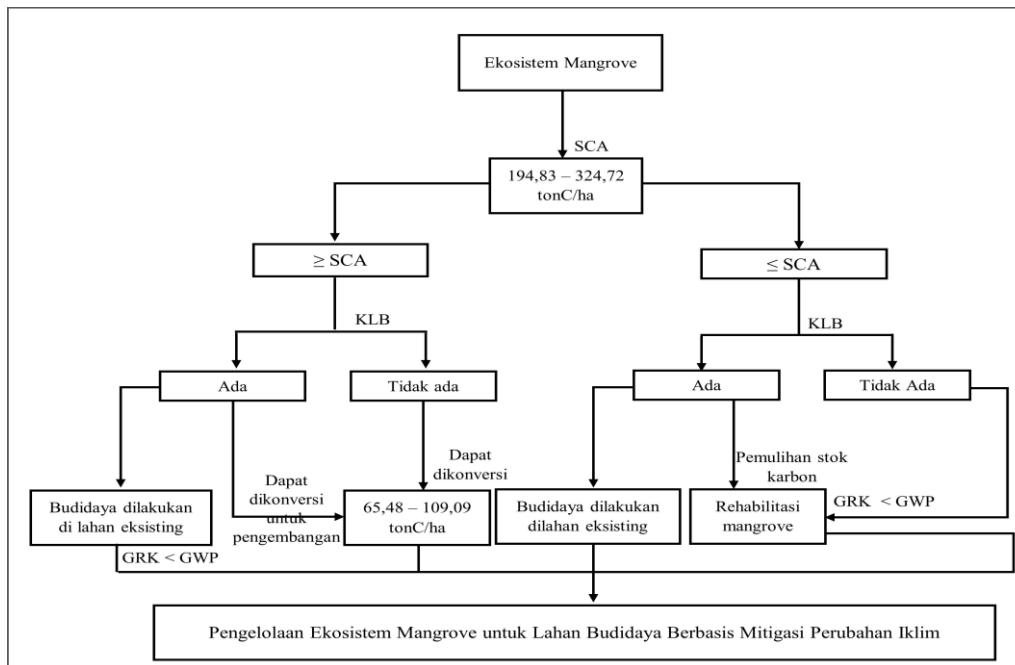 Ekosistem Mangrove
SCA
194,83 – 324,72
tonC/ha
≥ SCA
≤ SCA
KLB
KLB
Ada
Tidak ada
Ada
Tidak Ada
Dapat
dikonversi
untuk
pengembangan
Dapat
dikonversi
Pemulihan stok
karbon
Budidaya dilakukan
di lahan eksisting
65,48 – 109,09
tonC/ha
Budidaya dilakukan
dilahan eksisting
Rehabilitasi
mangrove
GRK < GWP
GRK < GWP
Pengelolaan Ekosistem Mangrove untuk Lahan Budidaya Berbasis Mitigasi Perubahan Iklim